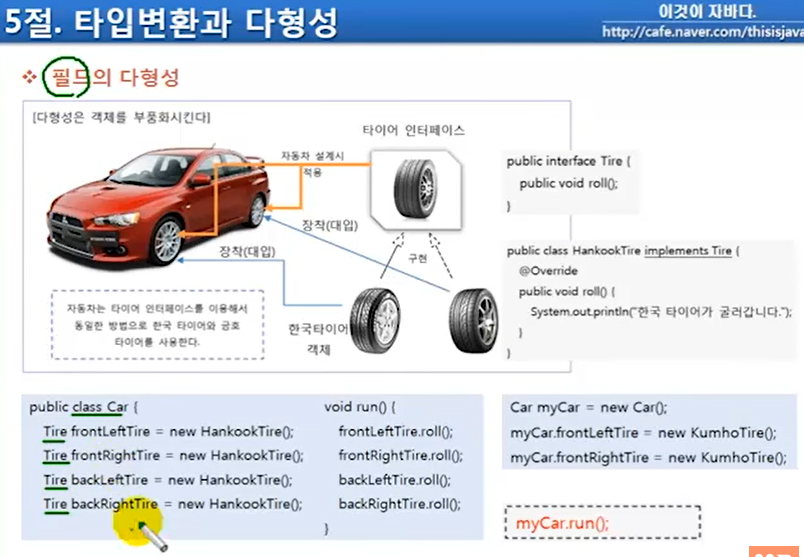 5절. 타입변환과 다형성
이것이 자바다.
http://cafe.naver.com/thisisjava
❖ 필드의 다형성
[다형성은 객체를 부품화시킨다]
타이어 인터페이스
자동차 설계시
적용
장착(대입)
장착(대입)
구현
한국타이어
객체
자동차는 타이어 인터페이스를 이용해서
동일한 방법으로 한국 타이어와 금호
타이어를 사용한다.
public interface Tire {
public void roll();
}
public class HankookTire implements Tire {
@Override
public void roll() {
System.out.println("한국 타이어가 굴러갑니다.");
}
}
public class Car {
Tire frontLeftTire = new HankookTire();
Tire frontRightTire = new HankookTire();
Tire backLeftTire = new HankookTire();
Tire backRightTire = new HankookTire();
void run() {
frontLeftTire.roll();
frontRightTire.roll();
backLeftTire.roll();
backRightTire.roll();
}
Car myCar = new Car();
myCar.frontLeftTire = new KumhoTire();
myCar.frontRightTire = new KumhoTire();
myCar.run();